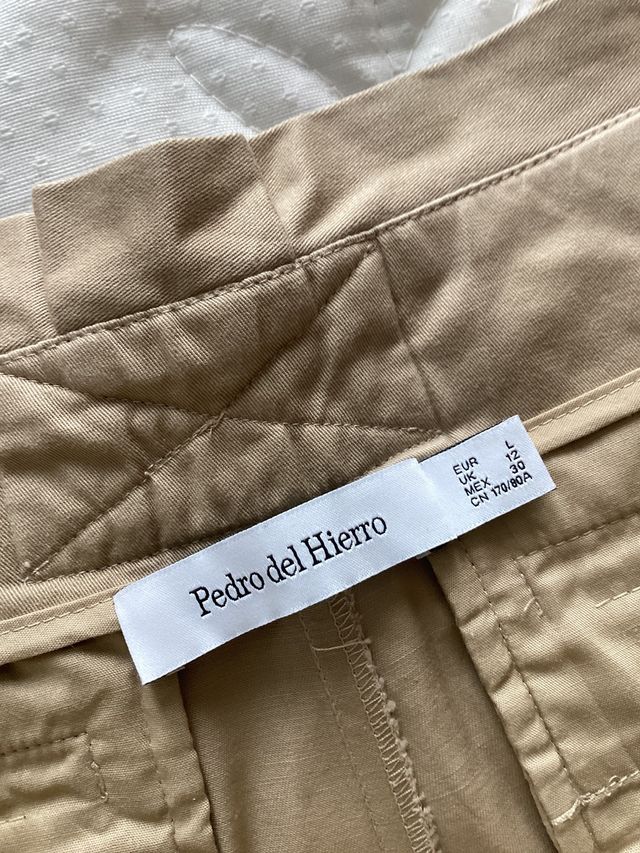 Pedro del Hierro
EUR L
UK 12
MEX 30
CN 170/80A